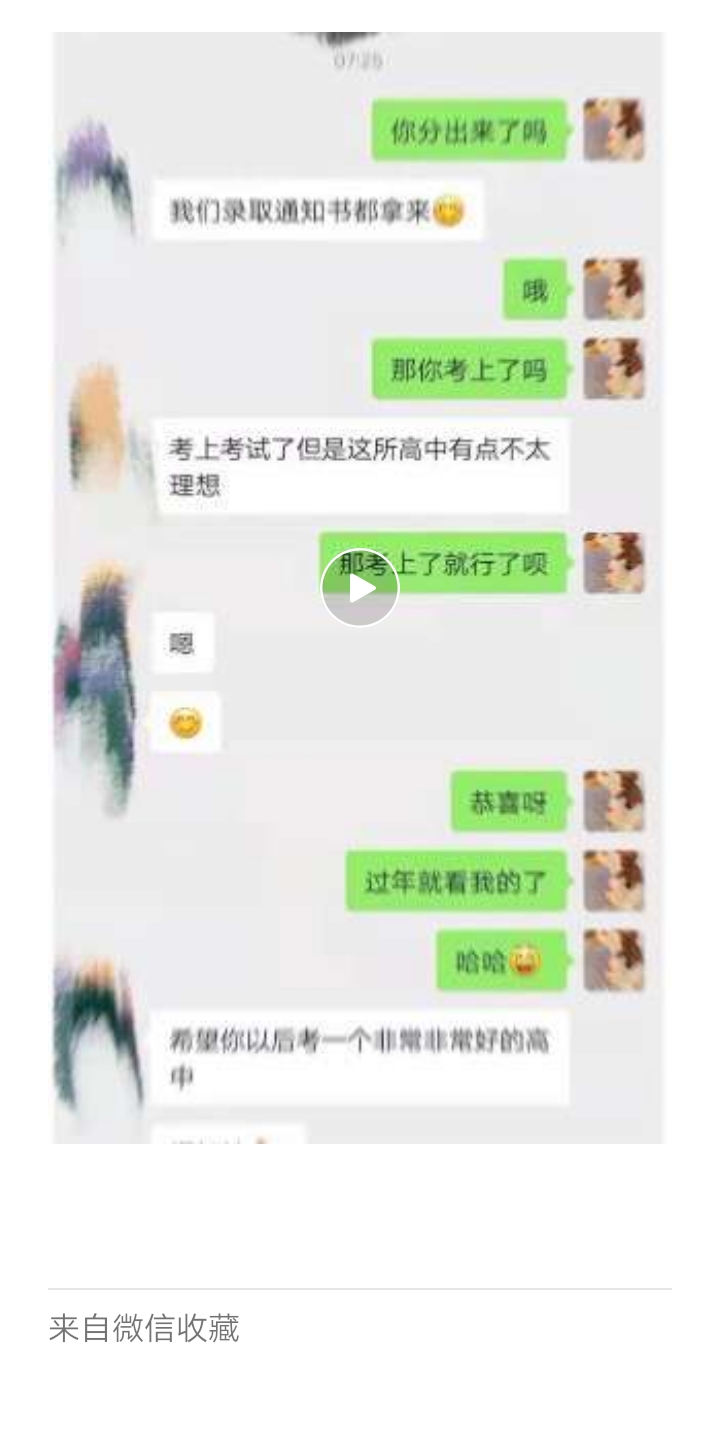 07:25
你分出来了吗
我们录取通知书都拿来😊
哦
那你考上了吗
考上考试了但是这所高中有点不太
理想
那考上了就行了呗
嗯
😊
恭喜呀
过年就看我的了
哈哈😜
希望你以后考一个非常非常好的高
中
来自微信收藏